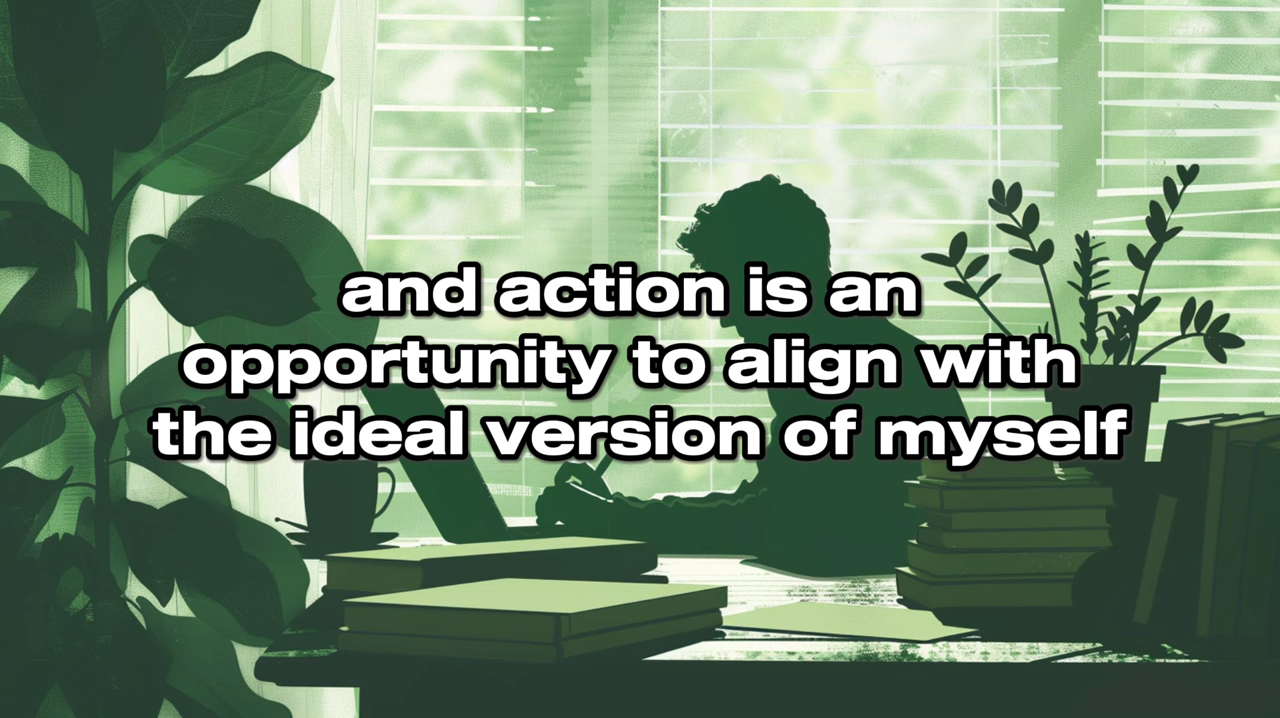 and action is an
opportunity to align with
the ideal version of myself